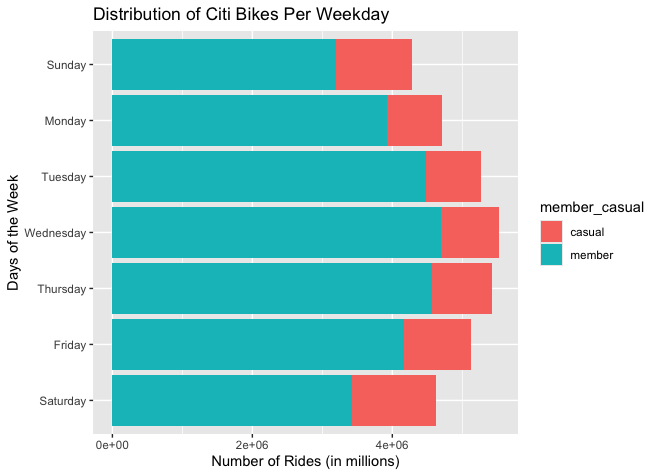 Distribution of Citi Bikes Per Weekday
Days of the Week
Sunday
Monday
Tuesday
Wednesday
Thursday
Friday
Saturday
0e+00 2e+06 4e+06
Number of Rides (in millions)
member_casual
casual
member